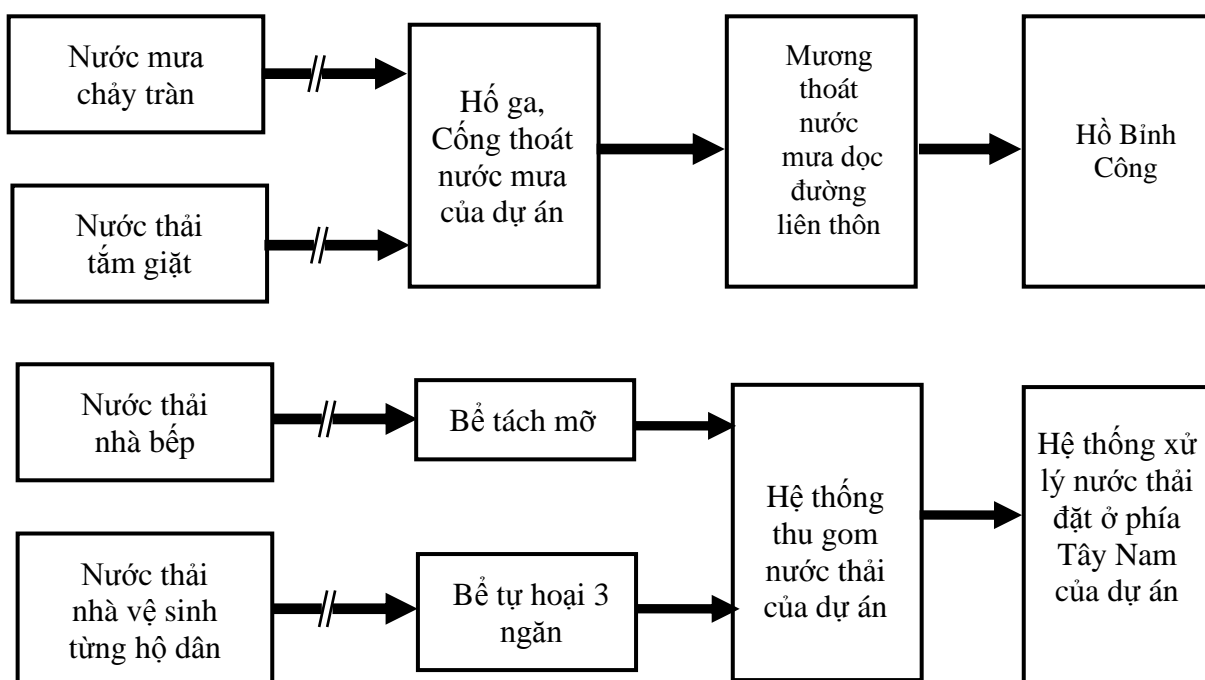 Nước mưa
chảy tràn
Nước thải
tắm giặt
Hố ga,
Cống thoát
nước mưa
của dự án
Mương
thoát
nước
mưa dọc
đường
liên thôn
Hồ Bỉnh
Công
Nước thải
nhà bếp
Bể tách mỡ
Nước thải
nhà vệ sinh
từng hộ dân
Bể tự hoại 3
ngăn
Hệ thống
thu gom
nước thải
của dự án
Hệ thống xử
lý nước thải
đặt ở phía
Tây Nam
của dự án